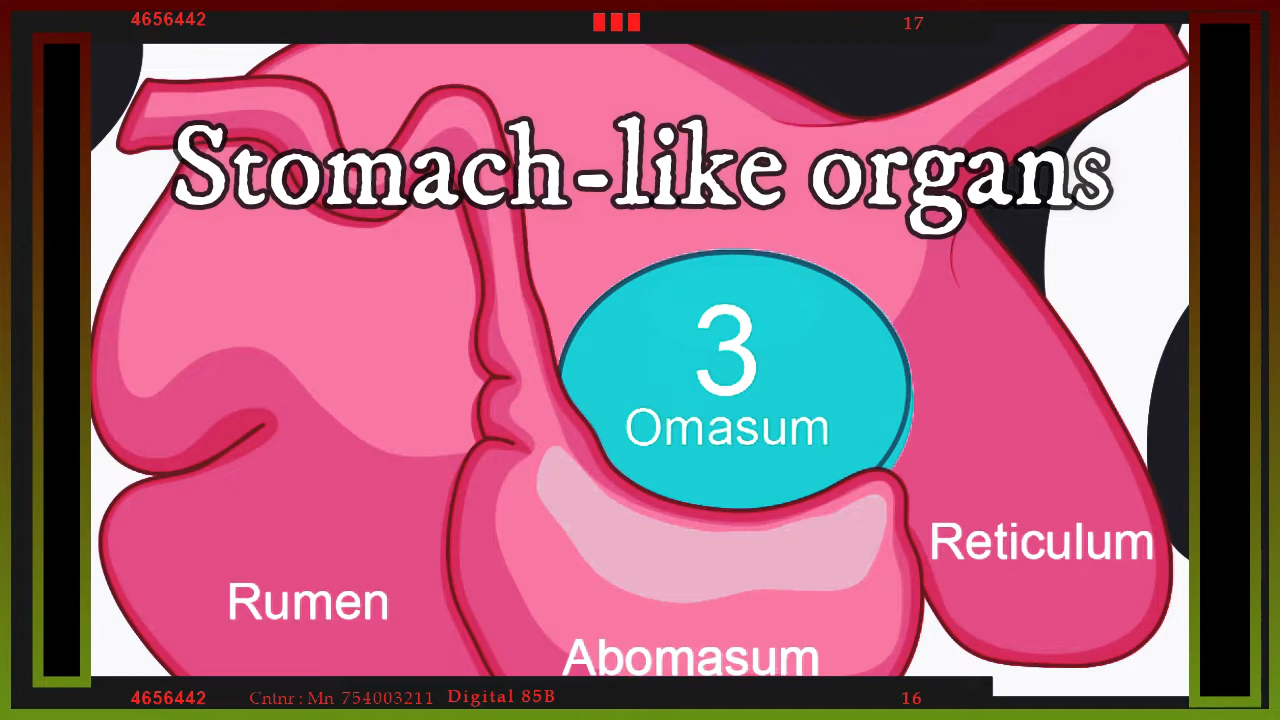 4656442
17
Stomach-like organs
3
Omasum
Reticulum
Rumen
Abomasum
4656442 Cntnr : Mn 754003211 Digital 85B 16